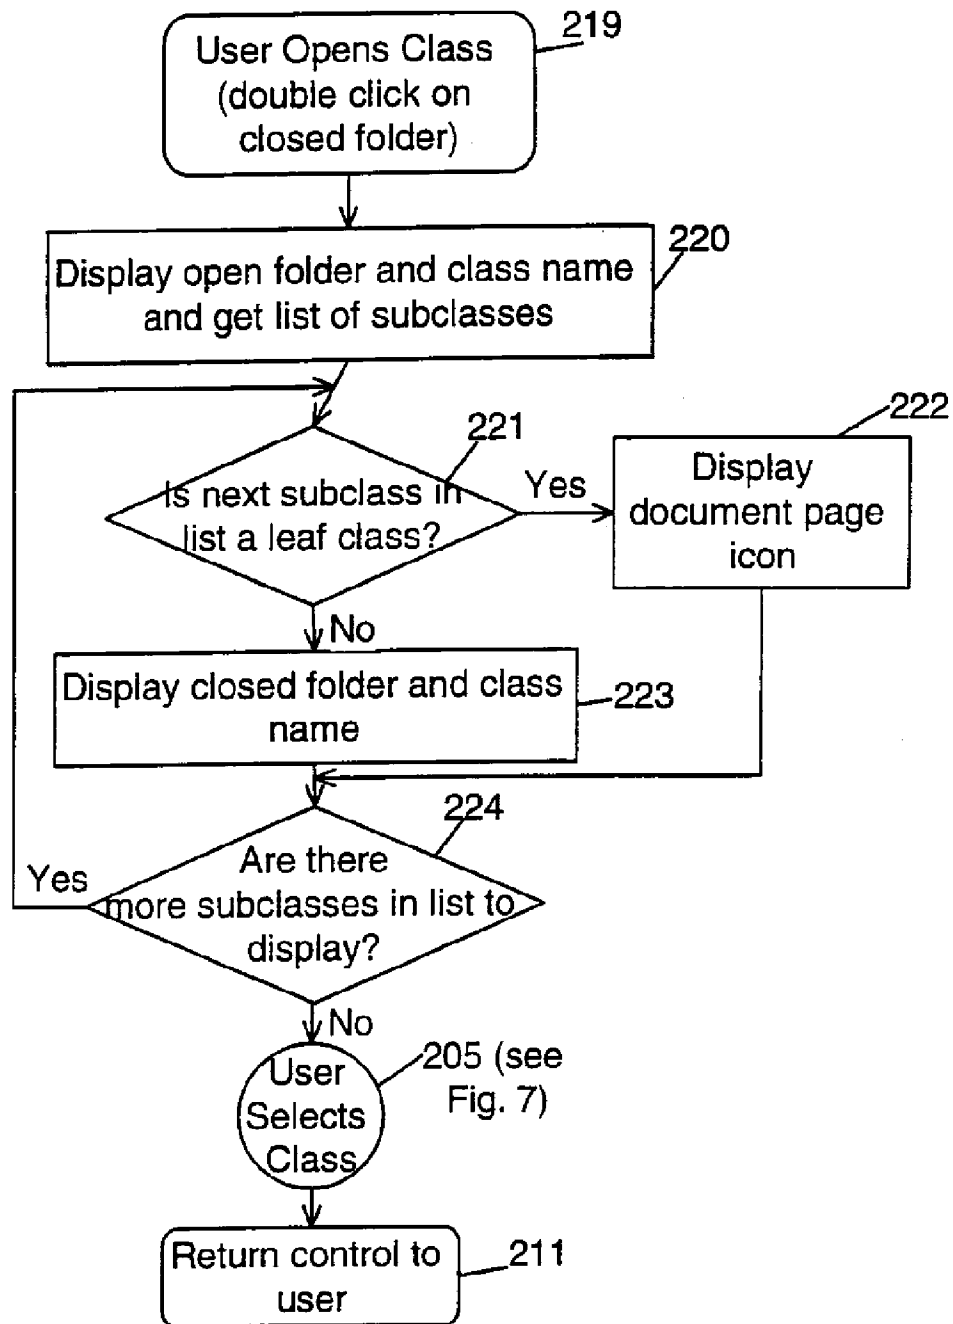 User Opens Class
(double click on
closed folder)
219
Display open folder and class name
and get list of subclasses
220
Is next subclass in
list a leaf class?
221
Yes
Display
document page
icon
222
No
Display closed folder and class
name
223
Are there
more subclasses in list to
display?
224
Yes
No
User
Selects
Class
205 (see
Fig. 7)
Return control to
user
211